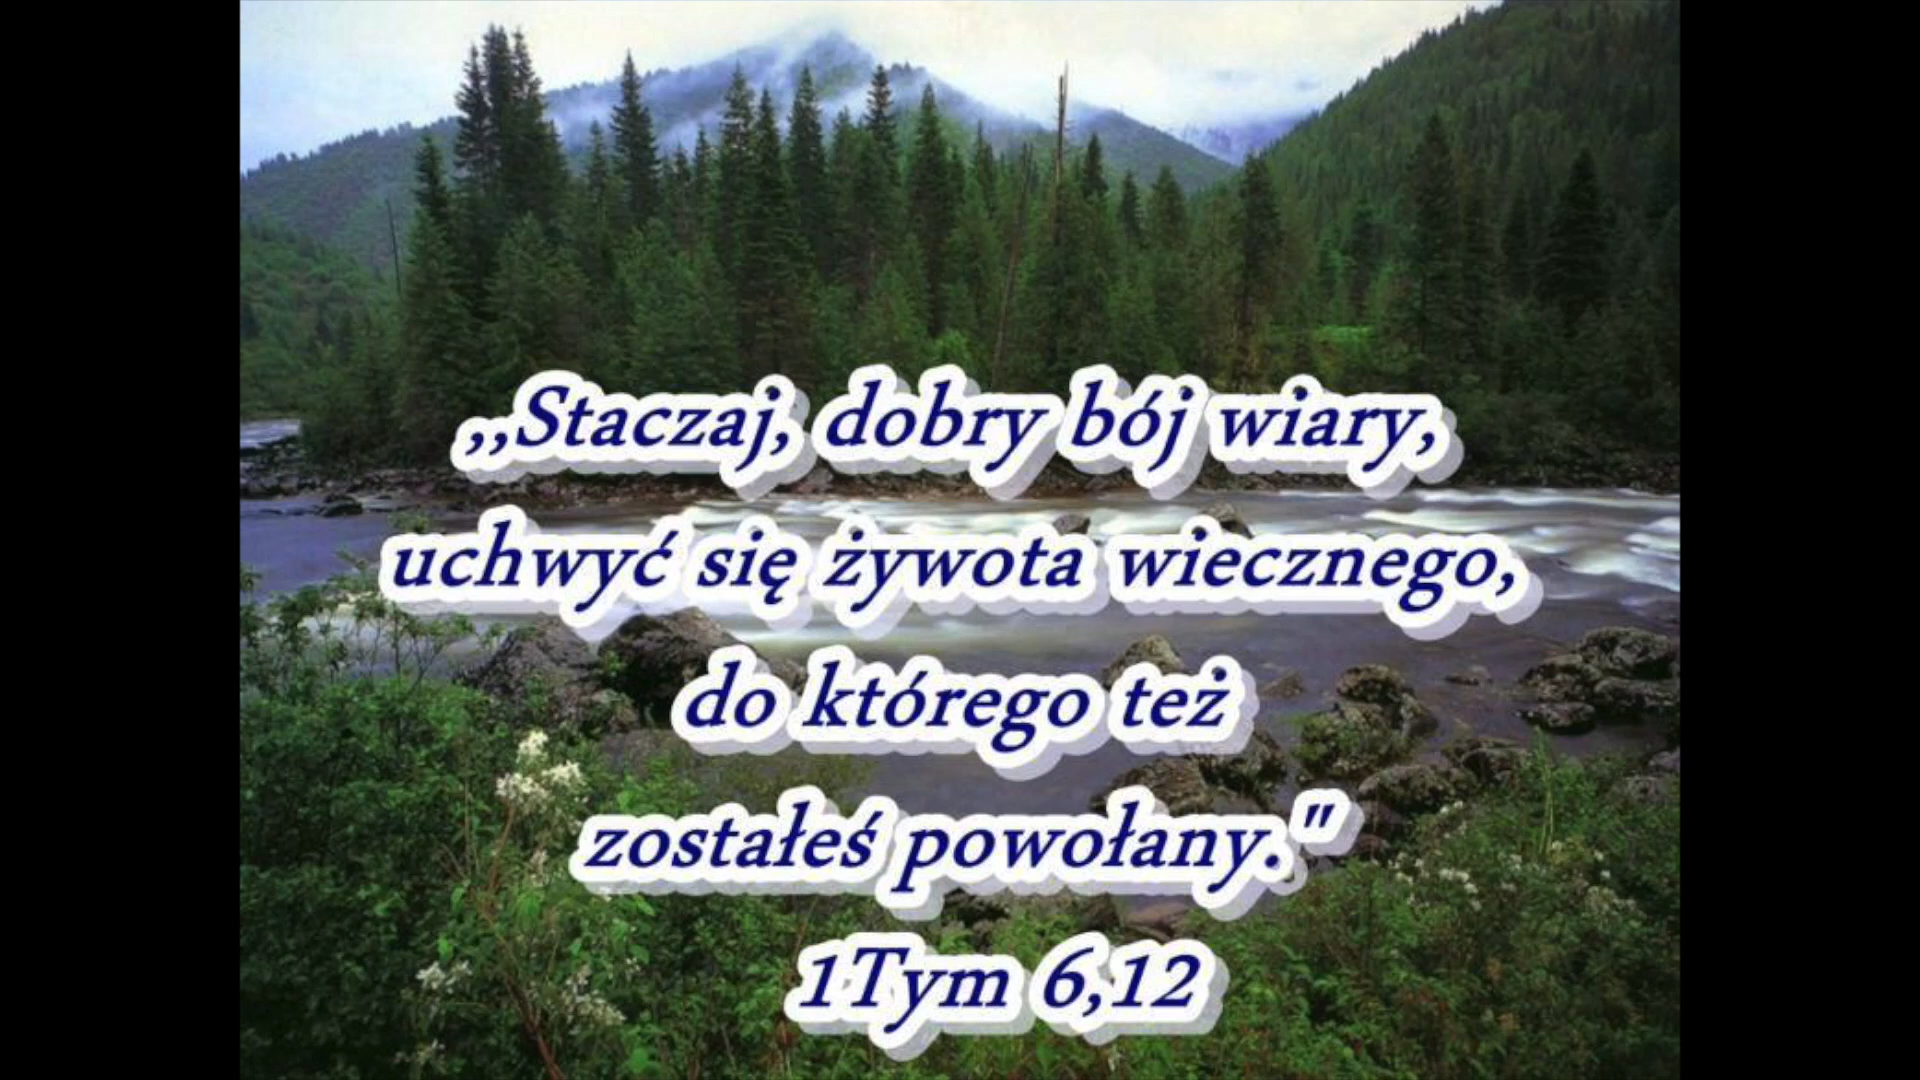 ,,Staczaj, dobry bój wiary,
uchwyć się żywota wiecznego,
do którego też
zostałeś powołany."
1Tym 6,12